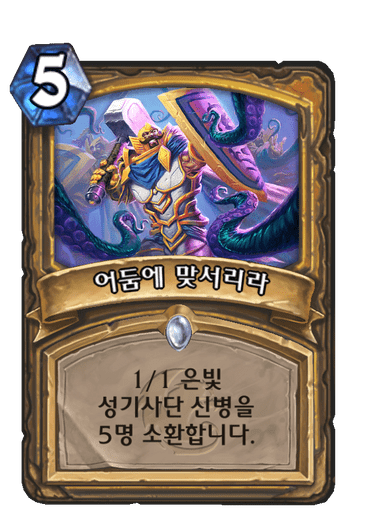 5
어둠에 맞서리라
1/1 은빛
성기사단 신병을
5명 소환합니다.